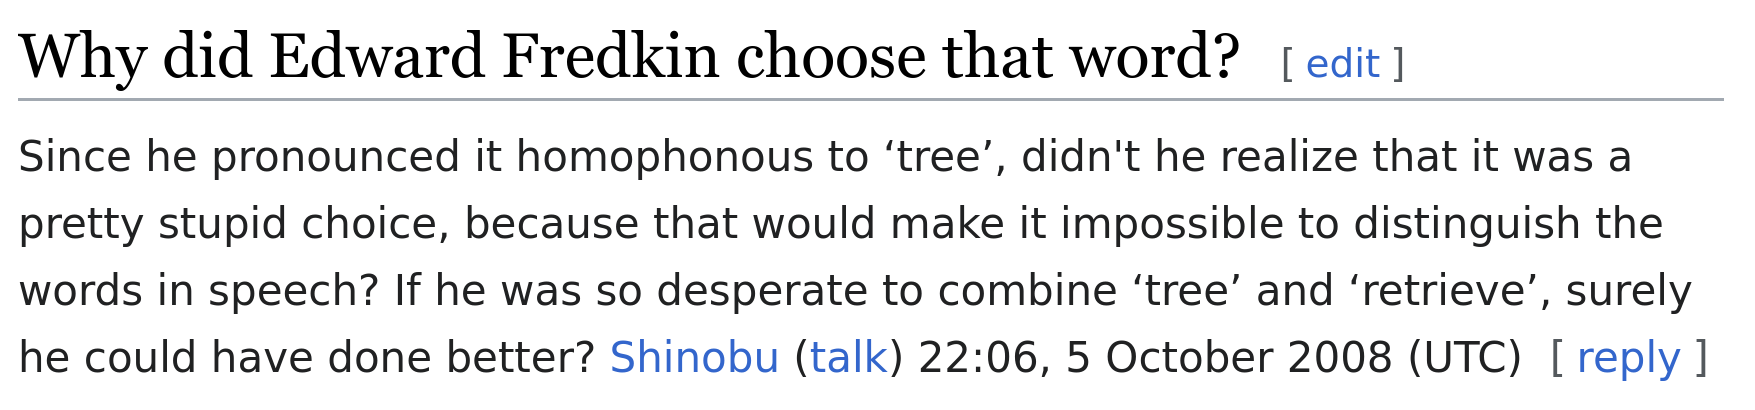 Why did Edward Fredkin choose that word? [ edit ]
Since he pronounced it homophonous to ‘tree’, didn't he realize that it was a
pretty stupid choice, because that would make it impossible to distinguish the
words in speech? If he was so desperate to combine ‘tree’ and ‘retrieve’, surely
he could have done better? Shinobu (talk) 22:06, 5 October 2008 (UTC) [ reply ]